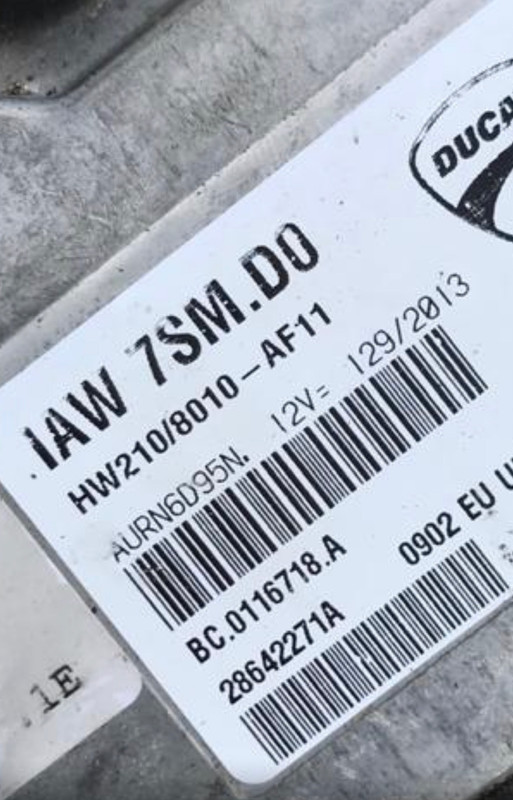 DUCA
IAW 7SM.D0
HW210/8010-AF11
AURN6D95N. 12V= 129/2013
BC.0116718.A 0902 EU U
28642271A
.1E